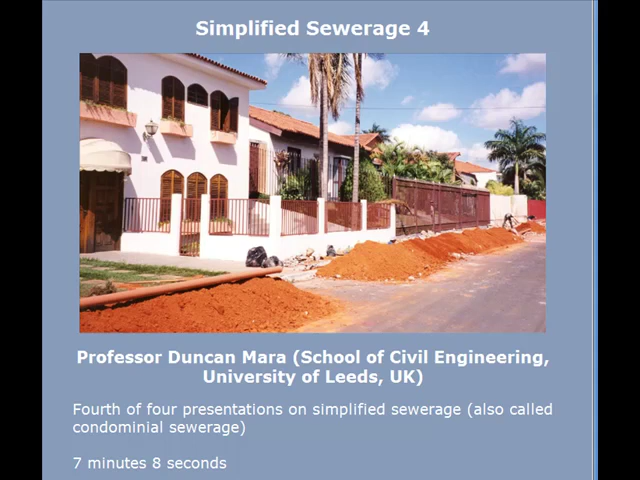 Simplified Sewerage 4
Professor Duncan Mara (School of Civil Engineering,
University of Leeds, UK)
Fourth of four presentations on simplified sewerage (also called
condominial sewerage)
7 minutes 8 seconds